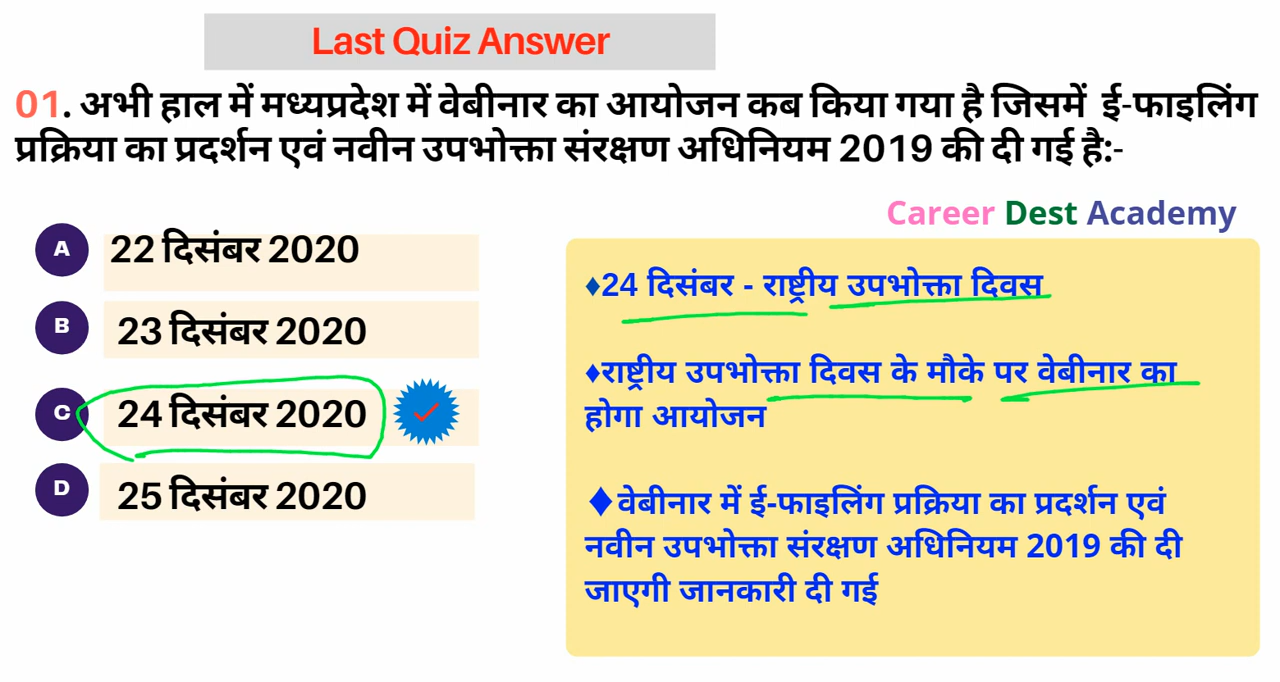 Last Quiz Answer
01. अभी हाल में मध्यप्रदेश में वेबीनार का आयोजन कब किया गया है जिसमें ई-फाइलिंग
प्रक्रिया का प्रदर्शन एवं नवीन उपभोक्ता संरक्षण अधिनियम 2019 की दी गई है:-
Career Dest Academy
A 22 दिसंबर 2020
B 23 दिसंबर 2020
C 24 दिसंबर 2020
D 25 दिसंबर 2020
♦24 दिसंबर - राष्ट्रीय उपभोक्ता दिवस
♦राष्ट्रीय उपभोक्ता दिवस के मौके पर वेबीनार का
होगा आयोजन
♦वेबीनार में ई-फाइलिंग प्रक्रिया का प्रदर्शन एवं
नवीन उपभोक्ता संरक्षण अधिनियम 2019 की दी
जाएगी जानकारी दी गई